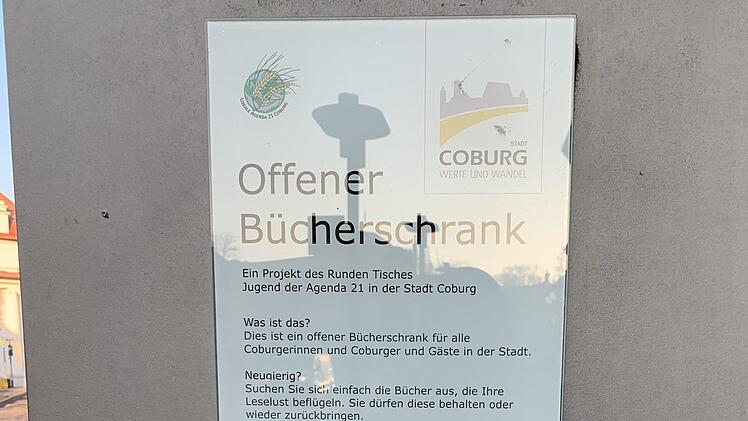 LOKALE AGENDA 21 COBURG
STADT
COBURG
WERTE UND WANDEL
Offener
Bücherschrank
Ein Projekt des Runden Tisches
Jugend der Agenda 21 in der Stadt Coburg
Was ist das?
Dies ist ein offener Bücherschrank für alle
Coburgerinnen und Coburger und Gäste in der Stadt.
Neugierig?
Suchen Sie sich einfach die Bücher aus, die Ihre
Leselust beflügeln. Sie dürfen diese behalten oder
wieder zurückbringen.